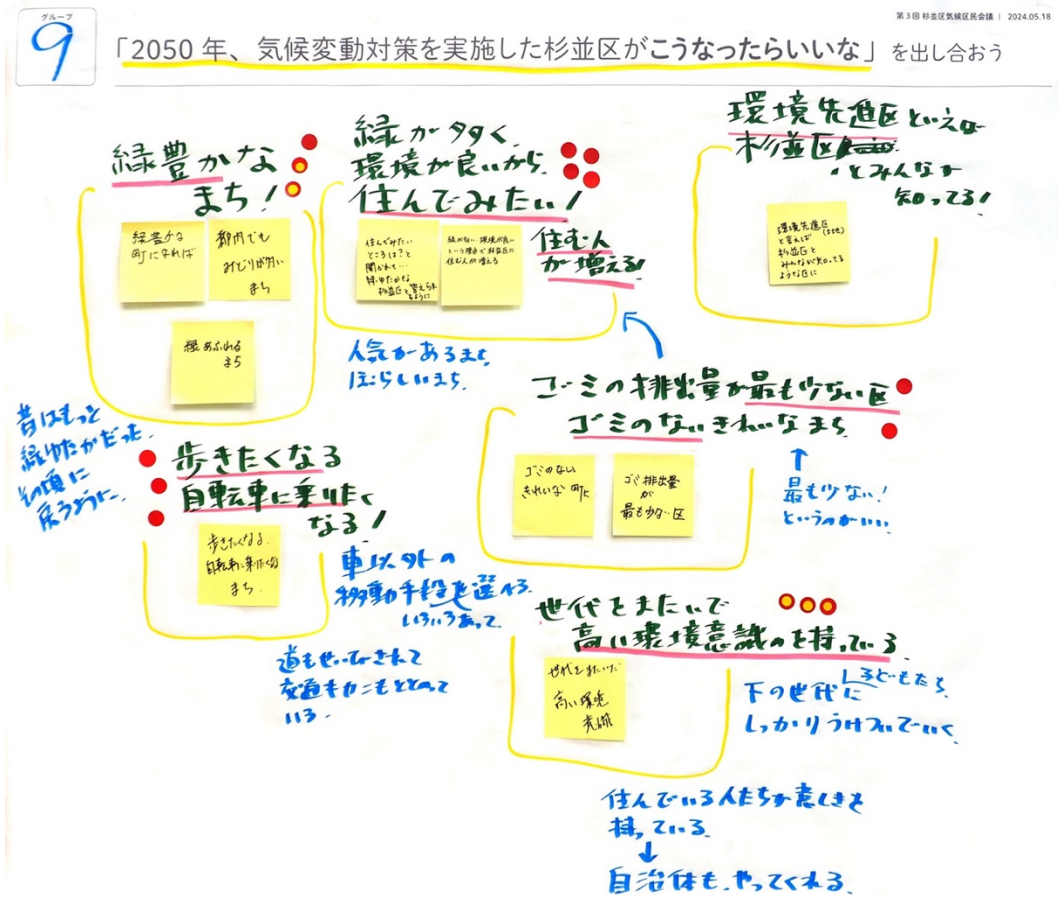 グループ
9
第3回 杉並区気候区民会議 | 2024.05.18
「2050年、気候変動対策を実施した杉並区がこうなったらいいな」を出し合おう
緑豊かな
まち!
緑豊かな
町になれば
都内でも
みどりが多い
まち
緑あふれる
まち
昔はもっと
緑ゆたかだった。
その頃に
戻るように。
緑が多く、
環境が良いから
住んでみたい!
住む人
が増える!
住んでみたい
ところは?と
聞かれて…
緑ゆたかな
杉並区と答えられ
るように
緑が多い、環境が良い
という理由で杉並区に
住む人が増える
人気があるまち
ほこらしいまち
環境先進区といえば
杉並区
とみんなが
知ってる!
環境先進区
と言えば
杉並区と
みんなが知ってる
ような区に
ゴミの排出量が最も少ない区
ゴミのないきれいなまち
ゴミのない
きれいな町に
ゴミ排出量
が
最も少ない区
最も少ない!
というのがいい
歩きたくなる
自転車に乗りたく
なる!
歩きたくなる、
自転車に乗りたくなる
まち。
車以外の
移動手段を選べる。
いろいろあって
道もせいびされて
交通もカニもととのって
いる。
世代をまたいで
高い環境意識のを持っている
世代をまたいだ
高い環境
意識
下の世代に
子どもたち
しっかりうけついでいく
住んでいる人たちが意しきを
持っている
↓
自治体も、やってくれる。